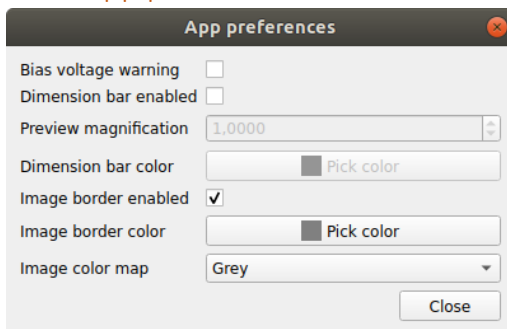 App preferences
Bias voltage warning
Dimension bar enabled
Preview magnification 1,0000
Dimension bar color Pick color
Image border enabled
Image border color Pick color
Image color map Grey
Close